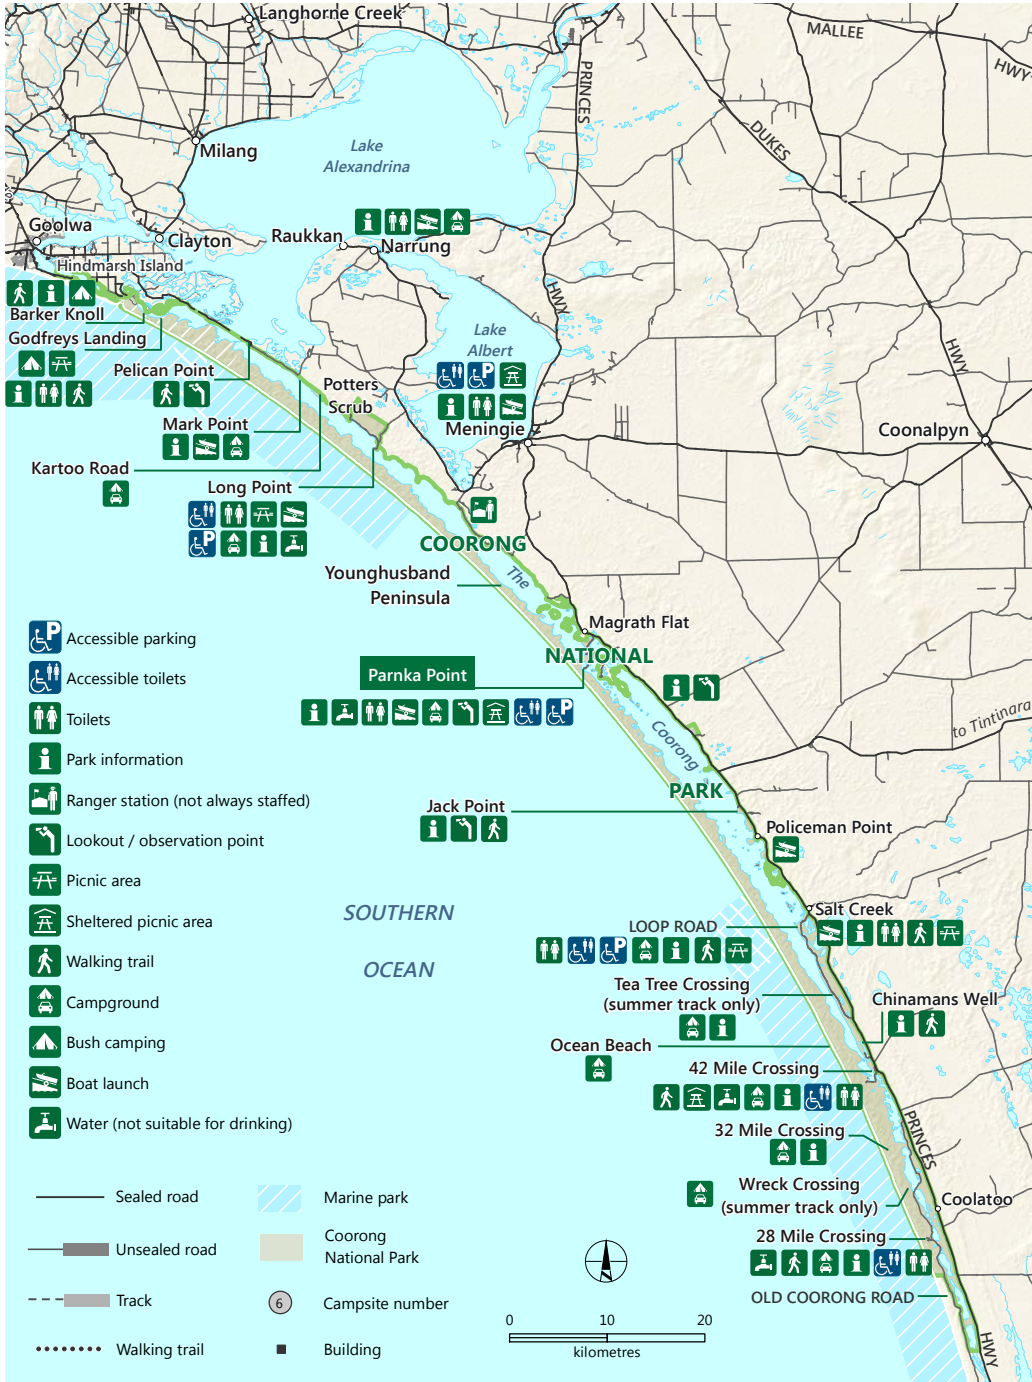 Langhorne Creek
MALLEE
HWY
PRINCES
DUKES
Milang
Lake
Alexandrina
Goolwa
Clayton
Raukkan
Narrung
Hindmarsh Island
HWY
HWY
Barker Knoll
Godfreys Landing
Pelican Point
Lake
Albert
Potters
Scrub
Mark Point
Meningie
Coonalpyn
Kartoo Road
Long Point
COORONG
The
Younghusband
Peninsula
Magrath Flat
NATIONAL
Parnka Point
Coorong
to Tintinara
PARK
Jack Point
Policeman Point
Salt Creek
SOUTHERN
OCEAN
LOOP ROAD
Tea Tree Crossing
(summer track only)
Chinamans Well
Ocean Beach
42 Mile Crossing
PRINCES
32 Mile Crossing
Wreck Crossing
(summer track only)
Coolatoo
28 Mile Crossing
OLD COORONG ROAD
HWY
P Accessible parking
Accessible toilets
Toilets
Park information
Ranger station (not always staffed)
Lookout / observation point
Picnic area
Sheltered picnic area
Walking trail
Campground
Bush camping
Boat launch
Water (not suitable for drinking)
Sealed road
Unsealed road
Track
Walking trail
Marine park
Coorong
National Park
6 Campsite number
Building
N
0 10 20
kilometres